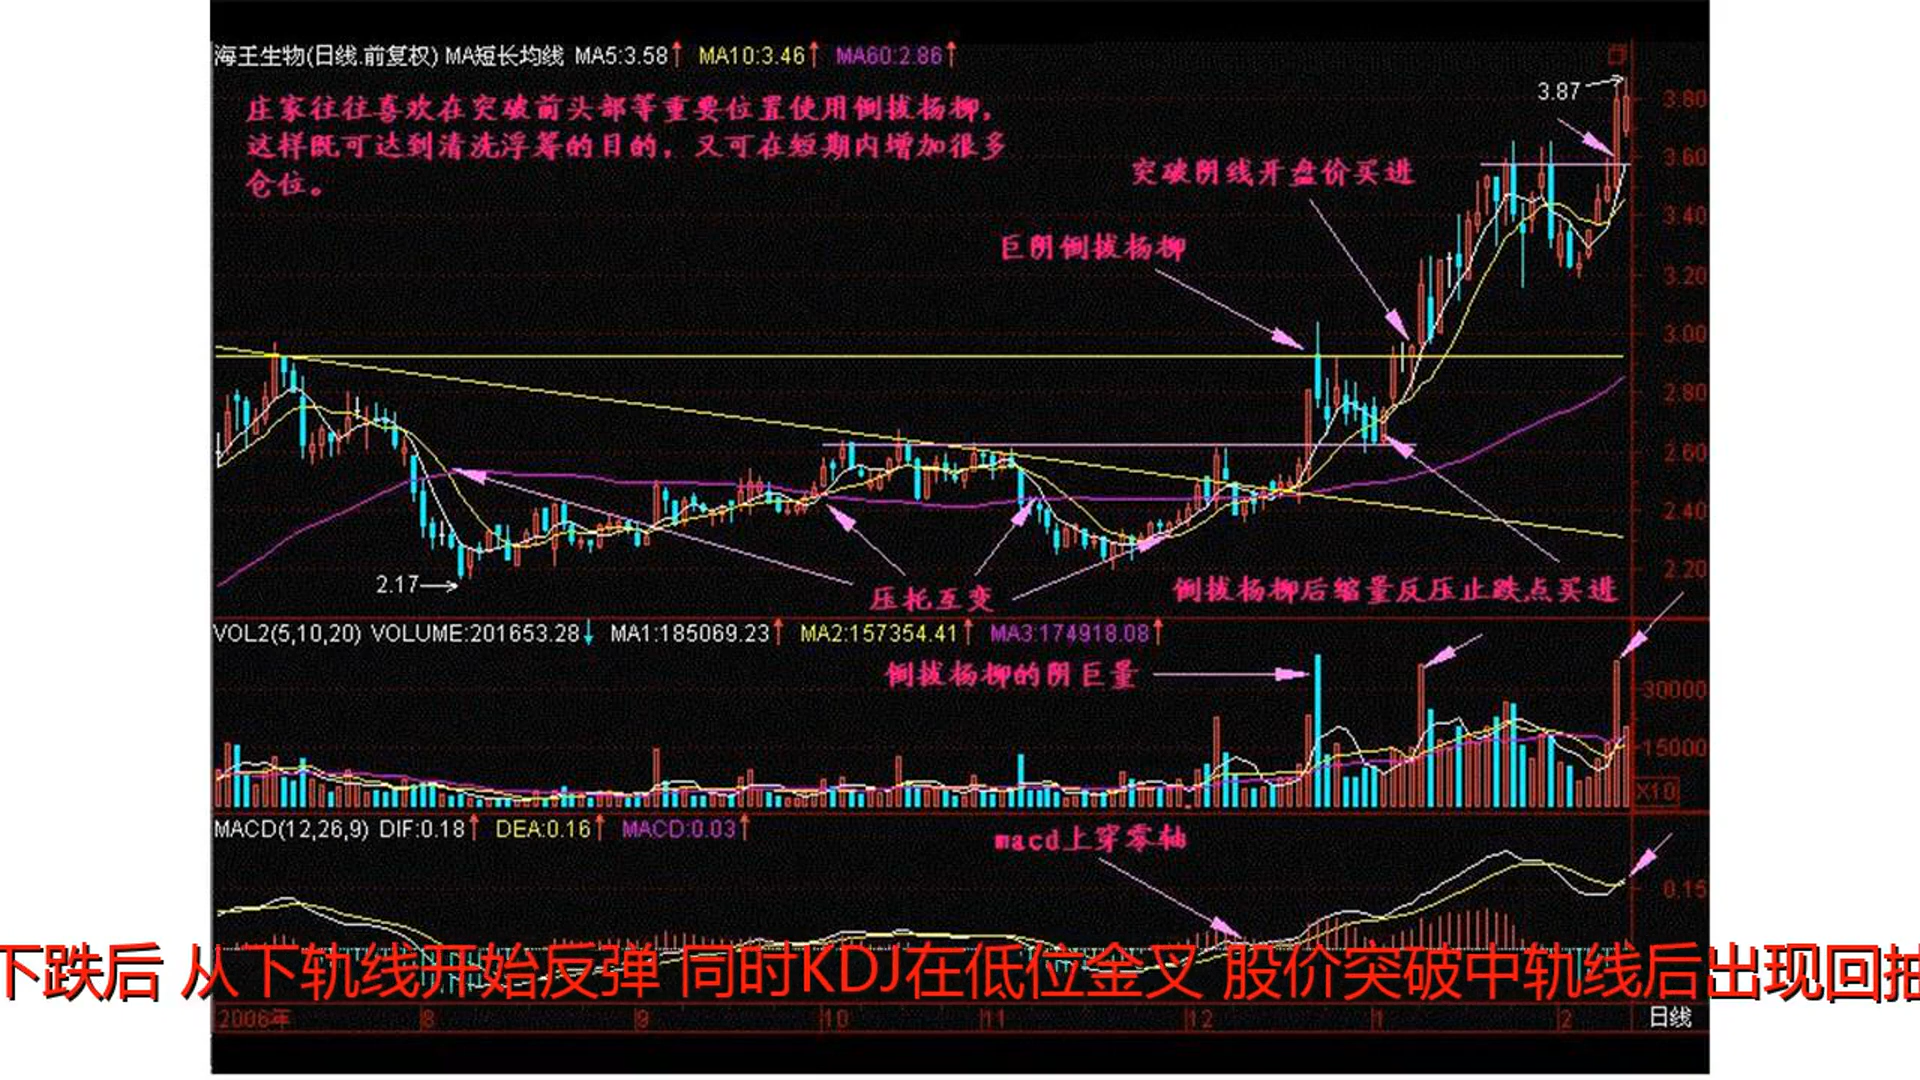 海王生物(日线.前复权) MA短长均线 MA5:3.58↑ MA10:3.46↑ MA60:2.86↑
3.87
3.80
庄家往往喜欢在突破前头部等重要位置使用倒拔杨柳，
这样既可达到清洗浮筹的目的，又可在短期内增加很多
仓位。
3.60
突破阴线开盘价买进
3.40
巨阴倒拔杨柳
3.20
3.00
2.80
2.60
2.40
2.20
2.17
压托互变
倒拔杨柳后缩量反压止跌点买进
VOL2(5,10,20) VOLUME:201653.28↓ MA1:185069.23↑ MA2:157354.41↑ MA3:174918.08↑
倒拔杨柳的阴巨量
30000
15000
X10
MACD(12,26,9) DIF:0.18↑ DEA:0.16↑ MACD:0.03↑
macd上穿零轴
0.15
下跌后 从下轨线开始反弹 同时KDJ在低位金叉 股价突破中轨线后出现回抽
2006年 8 9 10 11 12 1 2 日线